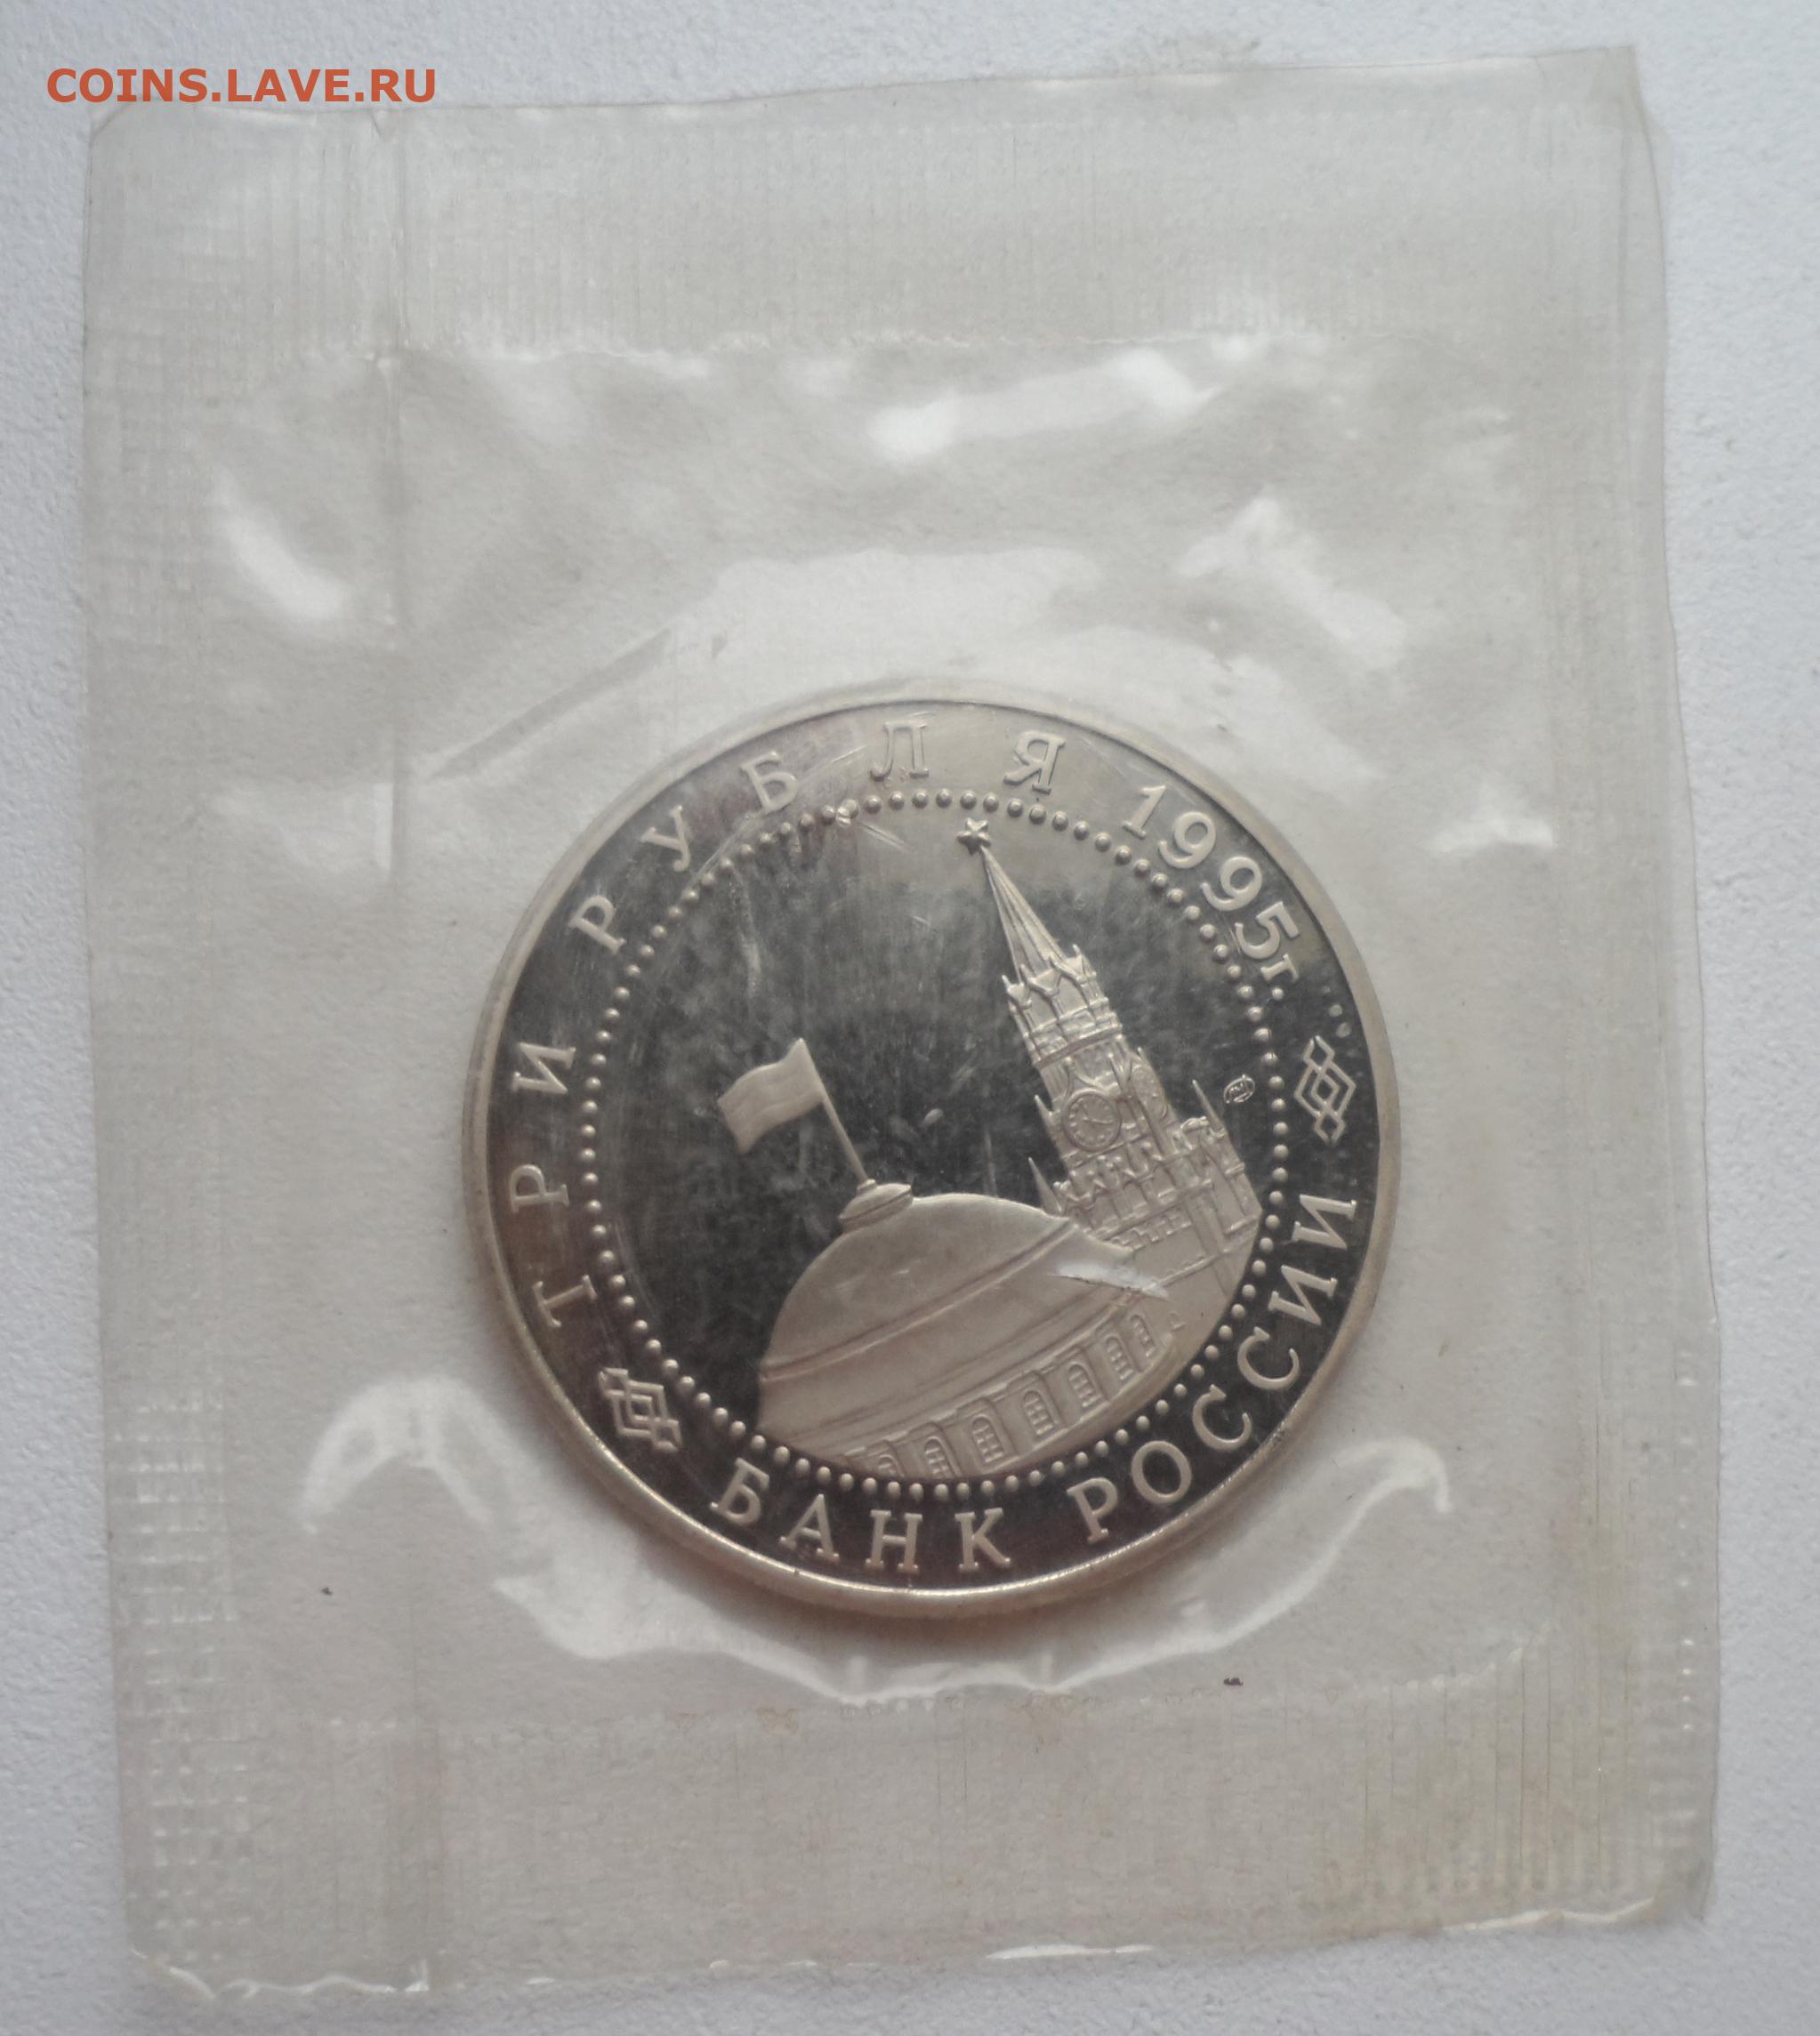 COINS.LAVE.RU
ТРИ РУБЛЯ 1995г.
БАНК РОССИИ